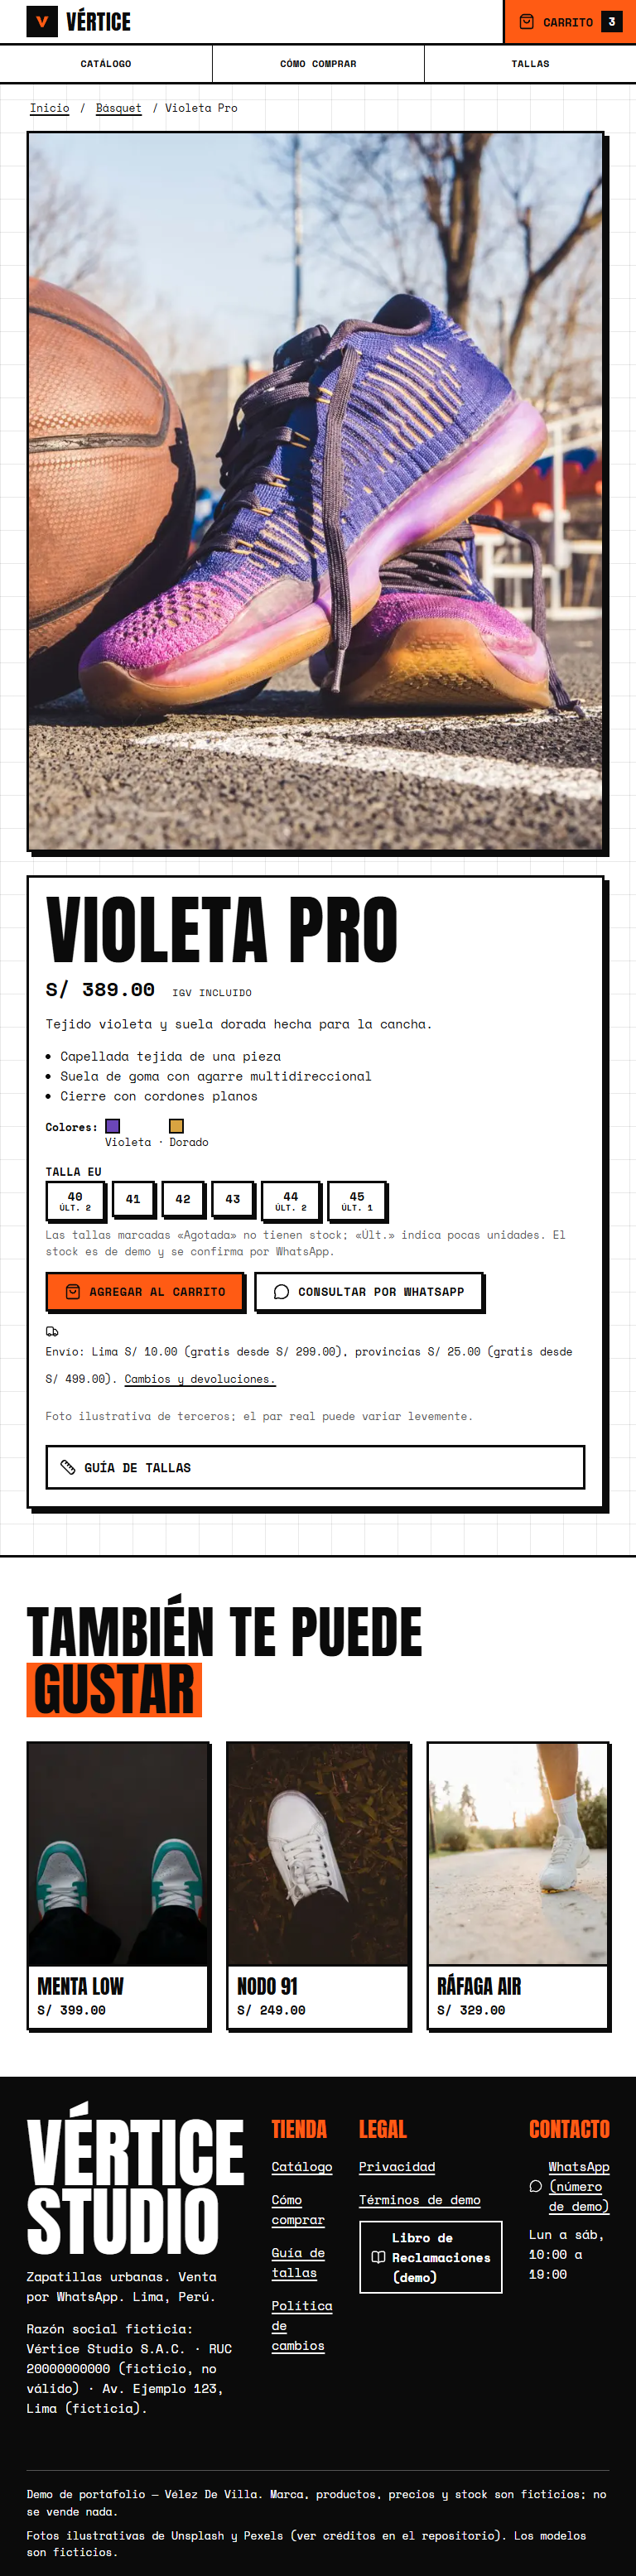 V VÉRTICE
CARRITO 3
CATÁLOGO
CÓMO COMPRAR
TALLAS
Inicio / Básquet / Violeta Pro
VIOLETA PRO
S/ 389.00 IGV INCLUIDO
Tejido violeta y suela dorada hecha para la cancha.
• Capellada tejida de una pieza
• Suela de goma con agarre multidireccional
• Cierre con cordones planos
Colores:
Violeta · Dorado
TALLA EU
40 ÚLT. 2
41
42
43
44 ÚLT. 2
45 ÚLT. 1
Las tallas marcadas «Agotada» no tienen stock; «Últ.» indica pocas unidades. El
stock es de demo y se confirma por WhatsApp.
AGREGAR AL CARRITO
CONSULTAR POR WHATSAPP
Envío: Lima S/ 10.00 (gratis desde S/ 299.00), provincias S/ 25.00 (gratis desde
S/ 499.00). Cambios y devoluciones.
Foto ilustrativa de terceros; el par real puede variar levemente.
GUÍA DE TALLAS
TAMBIÉN TE PUEDE
GUSTAR
MENTA LOW
S/ 399.00
NODO 91
S/ 249.00
RÁFAGA AIR
S/ 329.00
VÉRTICE
STUDIO
Zapatillas urbanas. Venta
por WhatsApp. Lima, Perú.
Razón social ficticia:
Vértice Studio S.A.C. · RUC
20000000000 (ficticio, no
válido) · Av. Ejemplo 123,
Lima (ficticia).
TIENDA
Catálogo
Cómo
comprar
Guía de
tallas
Política
de
cambios
LEGAL
Privacidad
Términos de demo
Libro de
Reclamaciones
(demo)
CONTACTO
WhatsApp
(número
de demo)
Lun a sáb,
10:00 a
19:00
Demo de portafolio — Vélez De Villa. Marca, productos, precios y stock son ficticios; no
se vende nada.
Fotos ilustrativas de Unsplash y Pexels (ver créditos en el repositorio). Los modelos
son ficticios.